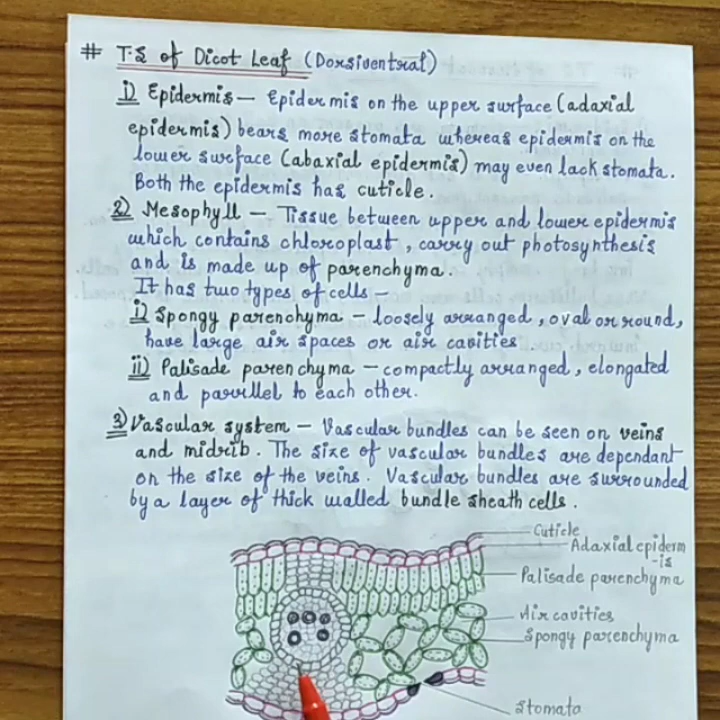 # T.S of Dicot Leaf (Dorsiventral)
i) Epidermis — Epidermis on the upper surface (adaxial
epidermis) bears more stomata whereas epidermis on the
lower surface (abaxial epidermis) may even lack stomata.
Both the epidermis has cuticle.
2) Mesophyll — Tissue between upper and lower epidermis
which contains chloroplast, carry out photosynthesis
and is made up of parenchyma.
It has two types of cells —
i) Spongy parenchyma — loosely arranged, oval or round,
have large air spaces or air cavities.
ii) Palisade parenchyma — compactly arranged, elongated
and parrllel to each other.
3) Vascular system — Vascular bundles can be seen on veins
and midrib. The size of vascular bundles are dependant
on the size of the veins. Vascular bundles are surrounded
by a layer of thick walled bundle sheath cells.
Cuticle
Adaxial epiderm
-is
Palisade parenchyma
Air cavities
Spongy parenchyma
Stomata